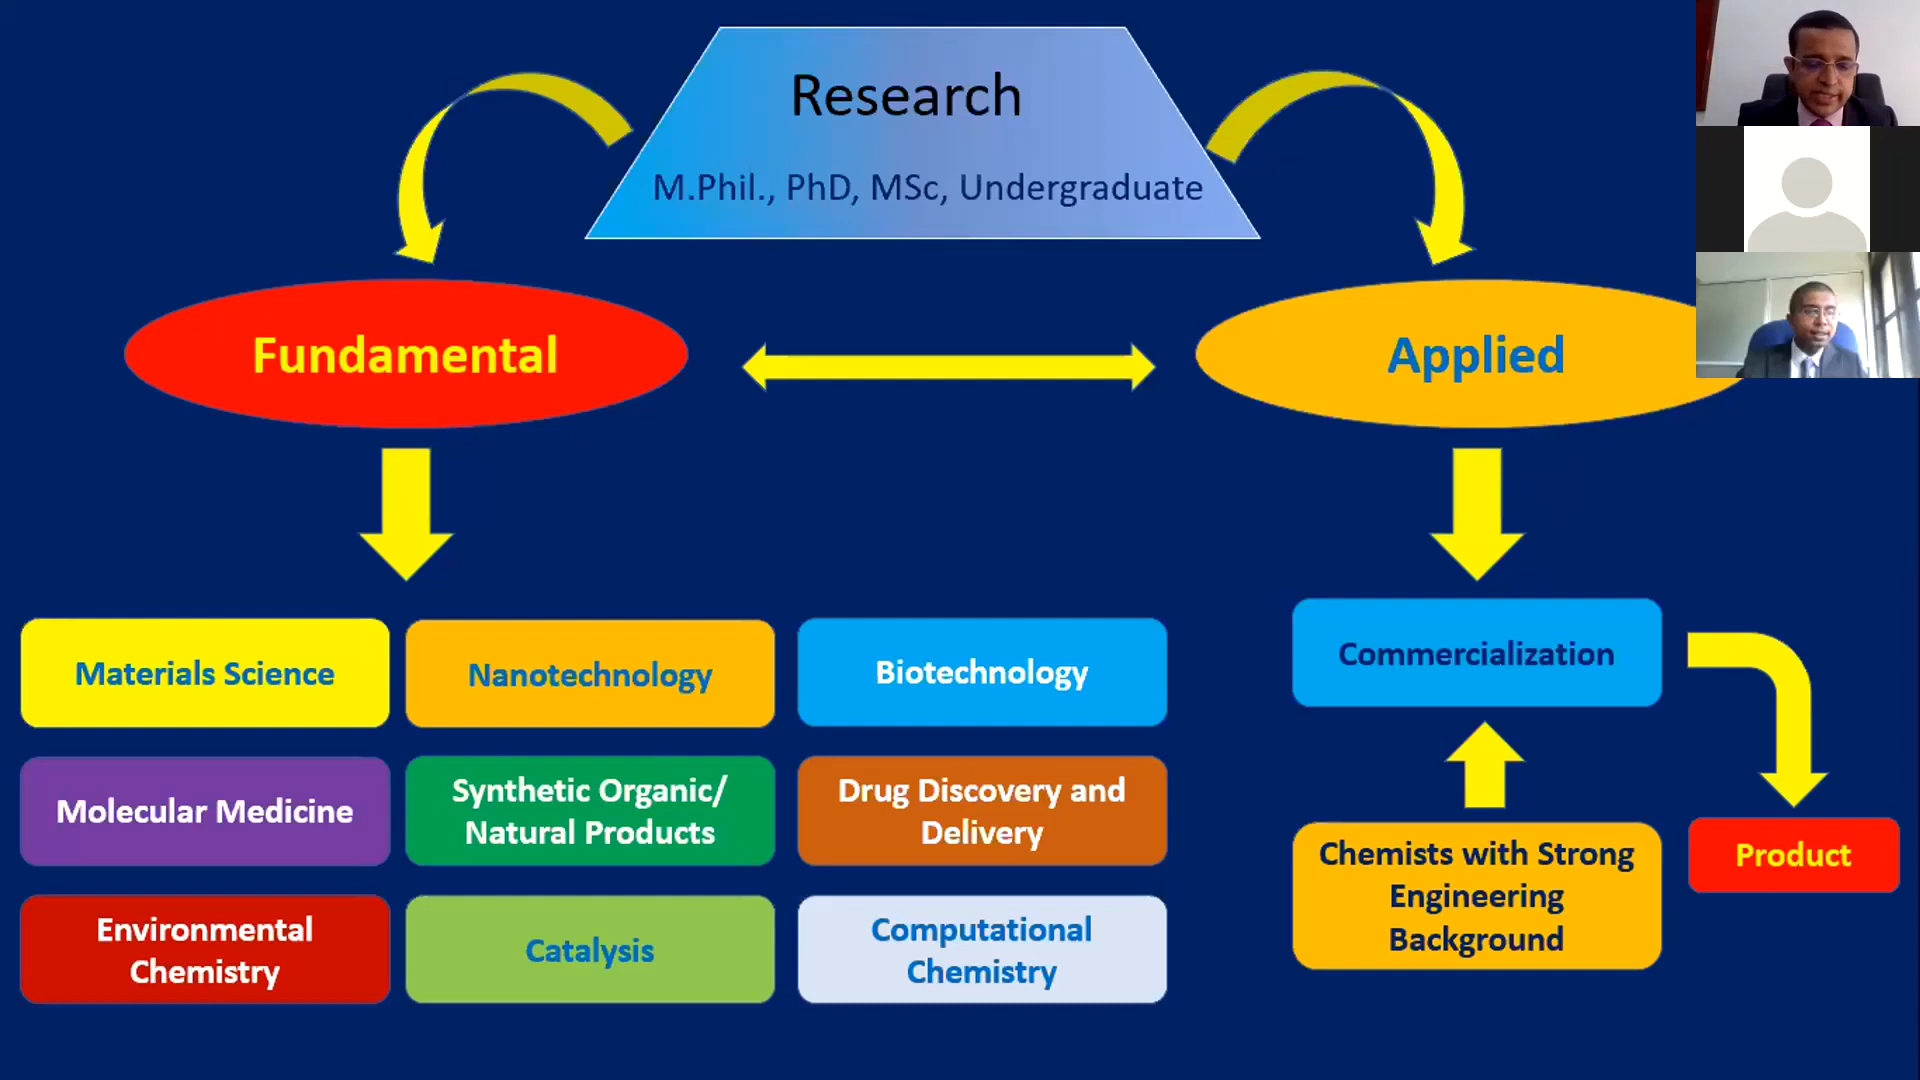 Research
M.Phil., PhD, MSc, Undergraduate
Fundamental
Applied
Materials Science
Nanotechnology
Biotechnology
Commercialization
Molecular Medicine
Synthetic Organic/
Natural Products
Drug Discovery and
Delivery
Chemists with Strong
Engineering
Background
Product
Environmental
Chemistry
Catalysis
Computational
Chemistry